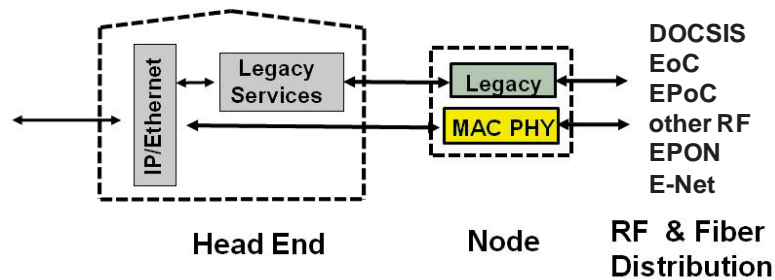 IP/Ethernet
Legacy
Services
Legacy
MAC PHY
DOCSIS
EoC
EPoC
other RF
EPON
E-Net
Head End
Node
RF & Fiber
Distribution